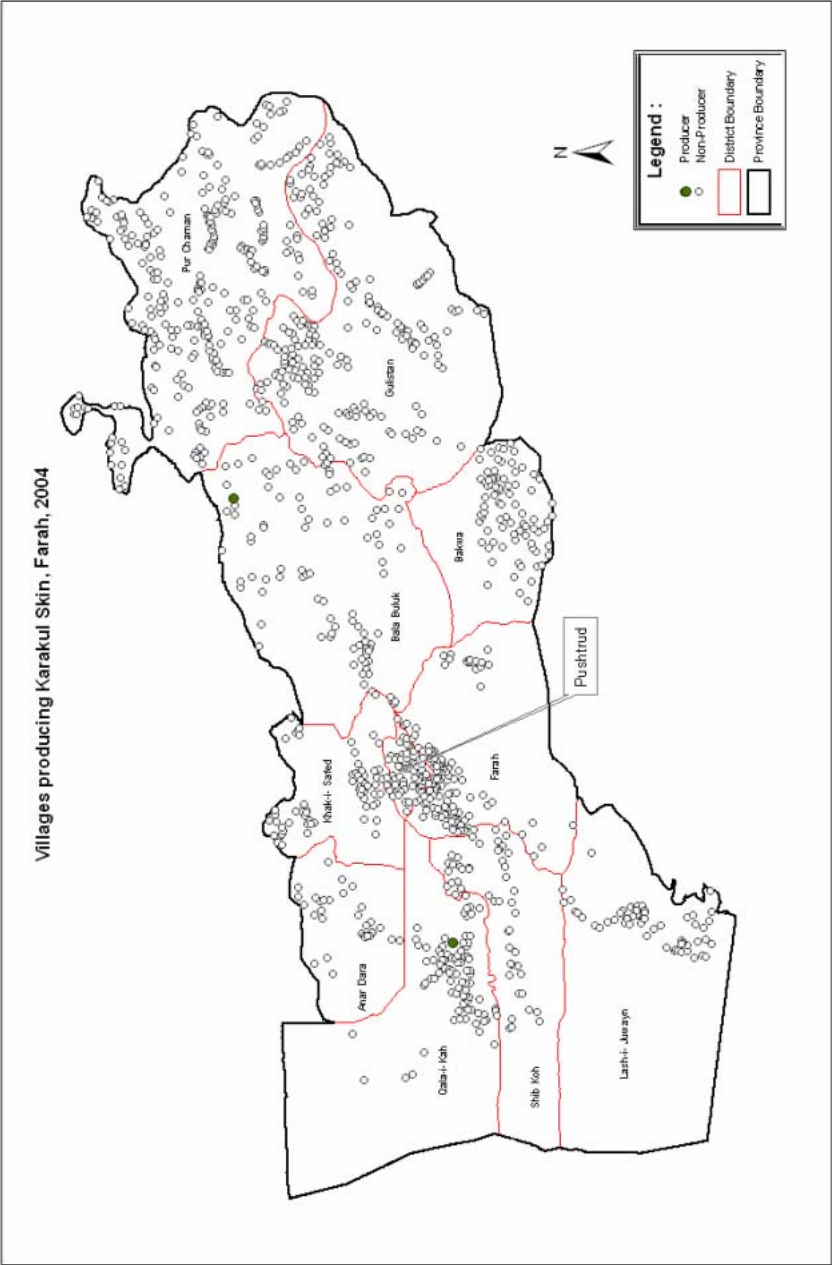 Villages producing Karakul Skin, Farah, 2004
Pur Chaman
Gulistan
Bala Buluk
Bakwa
Khak-i- Safed
Farah
Pushtrud
Anar Dara
Qala-i- Kah
Shib Koh
Lash-i- Juwayn
N
Legend :
Producer
Non-Producer
District Boundary
Province Boundary